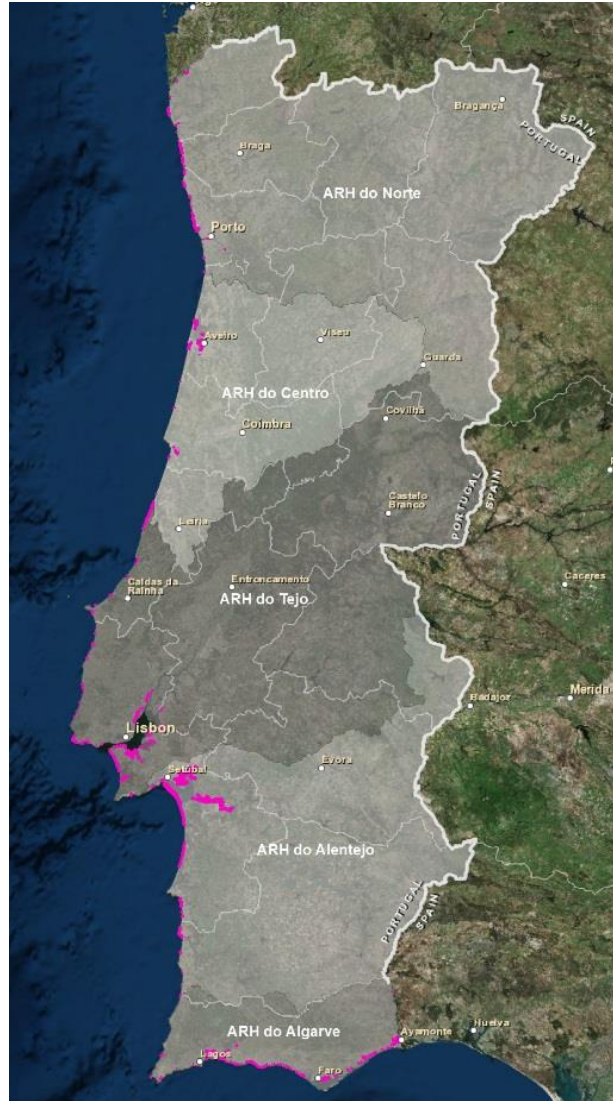 Bragança
SPAIN
PORTUGAL
Braga
ARH do Norte
Porto
Aveiro
Viseu
Guarda
ARH do Centro
Covilhã
Coimbra
PORTUGAL
SPAIN
Castelo
Branco
Leiria
Caldas da
Rainha
Entroncamento
Cáceres
ARH do Tejo
Badajoz
Merida
Lisbon
Setúbal
Evora
ARH do Alentejo
PORTUGAL
SPAIN
ARH do Algarve
Ayamonte
Huelva
Lagos
Faro